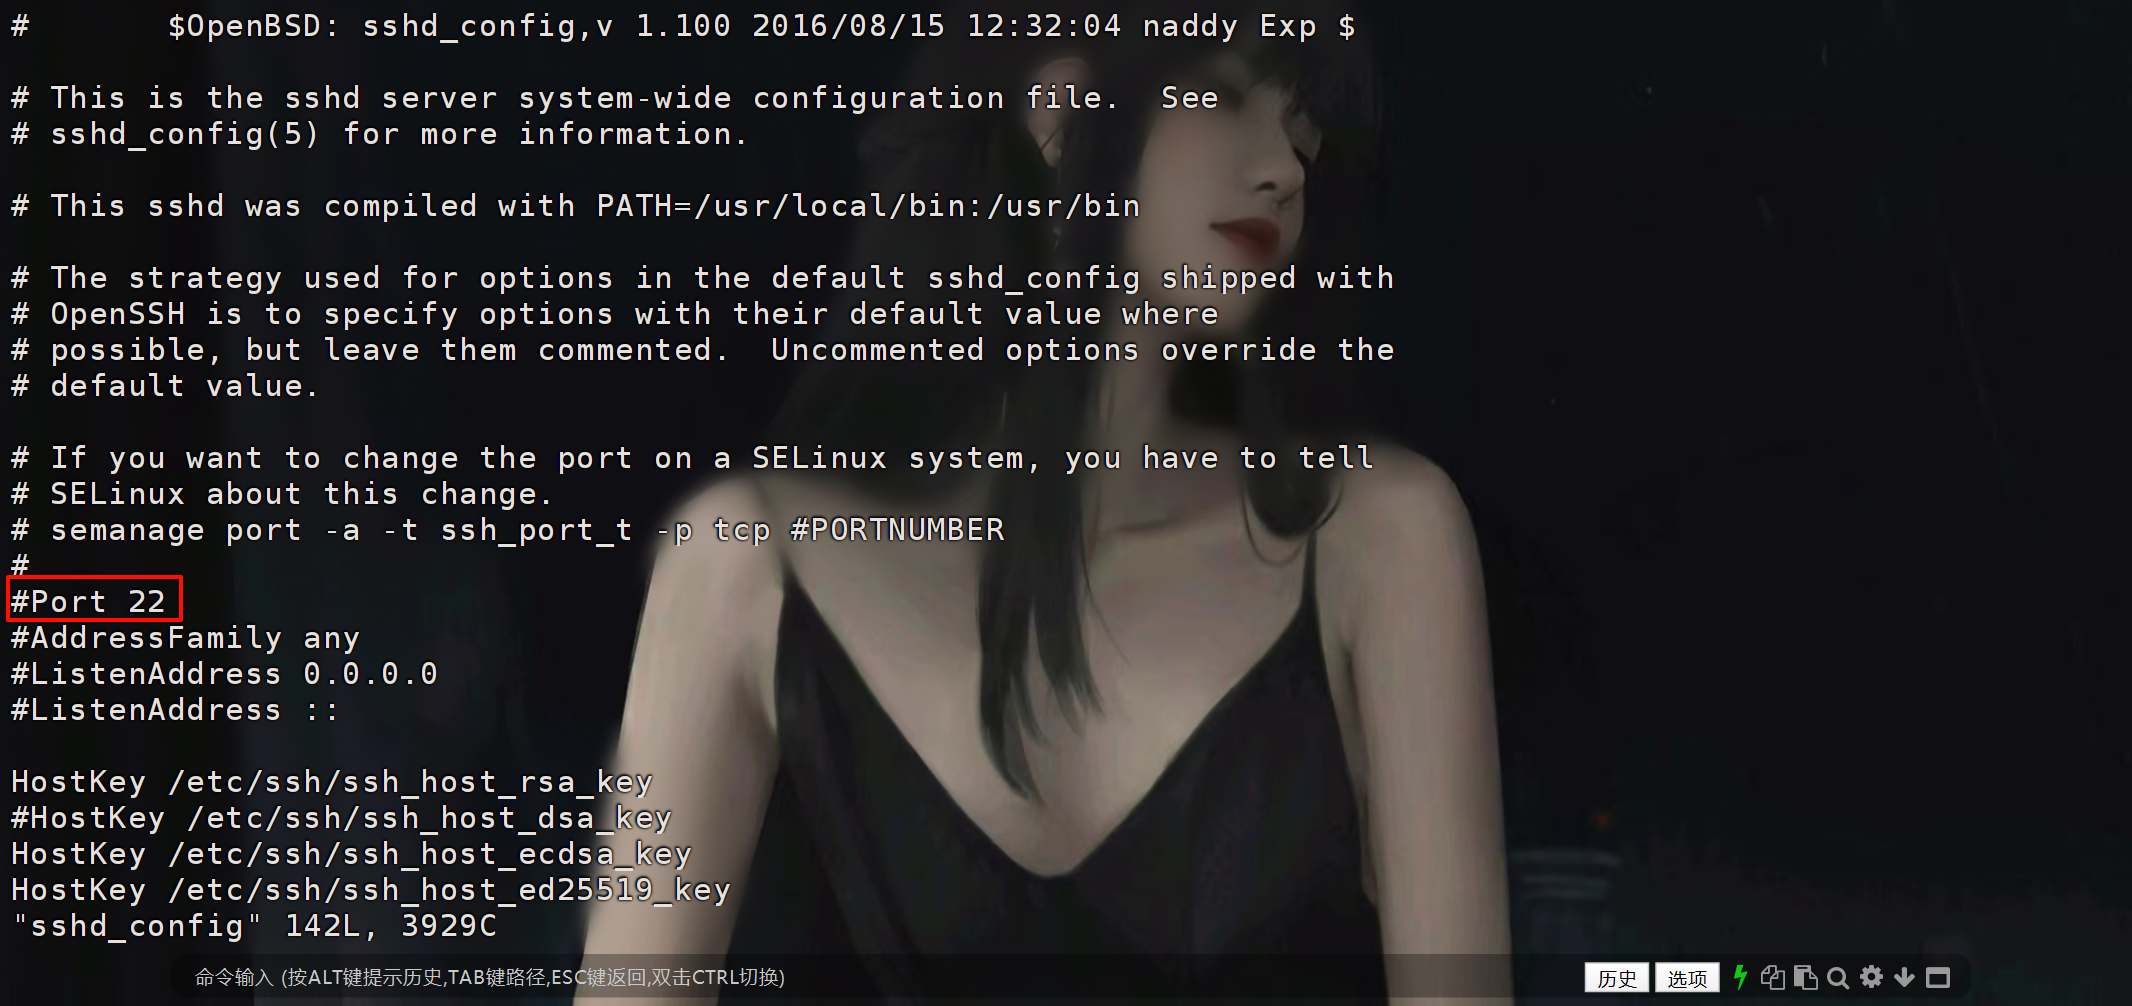 #       $OpenBSD: sshd_config,v 1.100 2016/08/15 12:32:04 naddy Exp $
# This is the sshd server system-wide configuration file.  See
# sshd_config(5) for more information.
# This sshd was compiled with PATH=/usr/local/bin:/usr/bin
# The strategy used for options in the default sshd_config shipped with
# OpenSSH is to specify options with their default value where
# possible, but leave them commented.  Uncommented options override the
# default value.
# If you want to change the port on a SELinux system, you have to tell
# SELinux about this change.
# semanage port -a -t ssh_port_t -p tcp #PORTNUMBER
#
#Port 22
#AddressFamily any
#ListenAddress 0.0.0.0
#ListenAddress ::
HostKey /etc/ssh/ssh_host_rsa_key
#HostKey /etc/ssh/ssh_host_dsa_key
HostKey /etc/ssh/ssh_host_ecdsa_key
HostKey /etc/ssh/ssh_host_ed25519_key
"sshd_config" 142L, 3929C
命令输入 (按ALT键提示历史,TAB键路径,ESC键返回,双击CTRL切换)
历史 选项